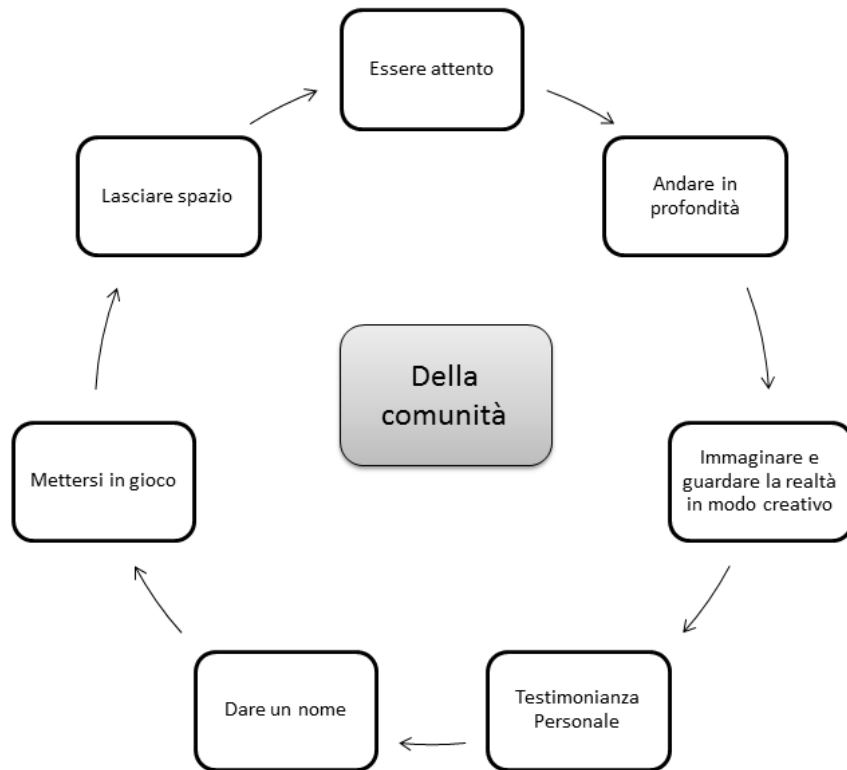 Essere attento
Andare in
profondità
Immaginare e
guardare la realtà
in modo creativo
Testimonianza
Personale
Dare un nome
Mettersi in gioco
Lasciare spazio
Della
comunità